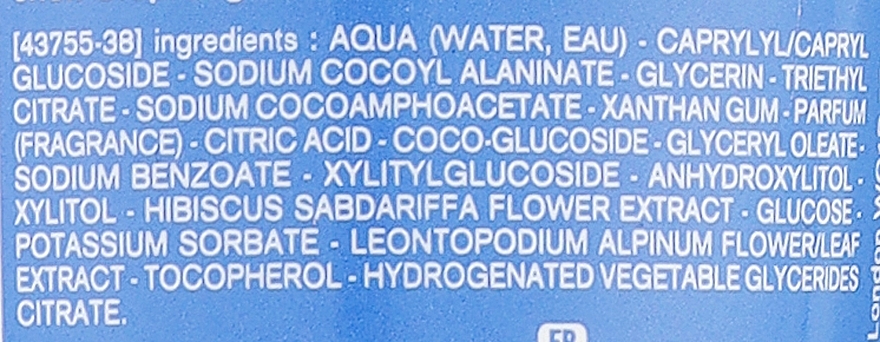 [43755-38] ingredients : AQUA (WATER, EAU) - CAPRYLYL/CAPRYL
GLUCOSIDE - SODIUM COCOYL ALANINATE - GLYCERIN - TRIETHYL
CITRATE - SODIUM COCOAMPHOACETATE - XANTHAN GUM - PARFUM
(FRAGRANCE) - CITRIC ACID - COCO-GLUCOSIDE - GLYCERYL OLEATE -
SODIUM BENZOATE - XYLITYLGLUCOSIDE - ANHYDROXYLITOL -
XYLITOL - HIBISCUS SABDARIFFA FLOWER EXTRACT - GLUCOSE -
POTASSIUM SORBATE - LEONTOPODIUM ALPINUM FLOWER/LEAF
EXTRACT - TOCOPHEROL - HYDROGENATED VEGETABLE GLYCERIDES
CITRATE.
FR
London